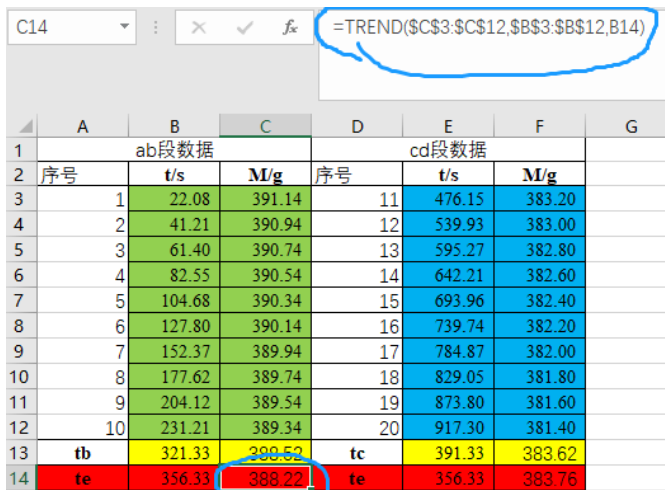 C14 fx =TREND($C$3:$C$12,$B$3:$B$12,B14)
A B C D E F G
1 ab段数据 cd段数据
2 序号 t/s M/g 序号 t/s M/g
3 1 22.08 391.14 11 476.15 383.20
4 2 41.21 390.94 12 539.93 383.00
5 3 61.40 390.74 13 595.27 382.80
6 4 82.55 390.54 14 642.21 382.60
7 5 104.68 390.34 15 693.96 382.40
8 6 127.80 390.14 16 739.74 382.20
9 7 152.37 389.94 17 784.87 382.00
10 8 177.62 389.74 18 829.05 381.80
11 9 204.12 389.54 19 873.80 381.60
12 10 231.21 389.34 20 917.30 381.40
13 tb 321.33 388.52 tc 391.33 383.62
14 te 356.33 388.22 te 356.33 383.76